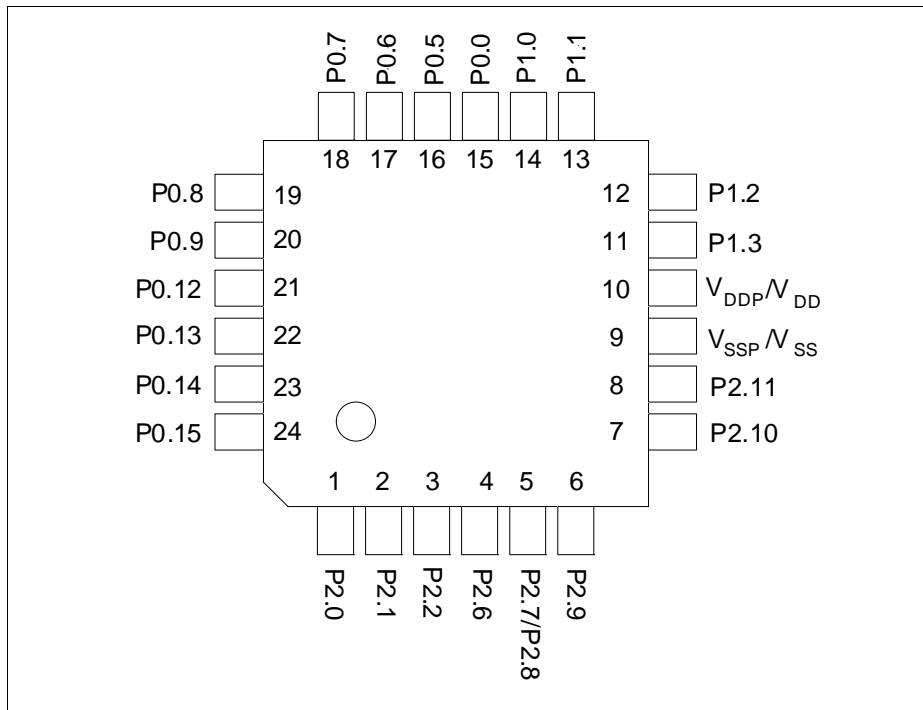 P0.7 P0.6 P0.5 P0.0 P1.0 P1.1
18 17 16 15 14 13
P0.8 19 12 P1.2
P0.9 20 11 P1.3
P0.12 21 10 VDDP/VDD
P0.13 22 9 VSSP/VSS
P0.14 23 8 P2.11
P0.15 24 7 P2.10
1 2 3 4 5 6
P2.0 P2.1 P2.2 P2.6 P2.7/P2.8 P2.9